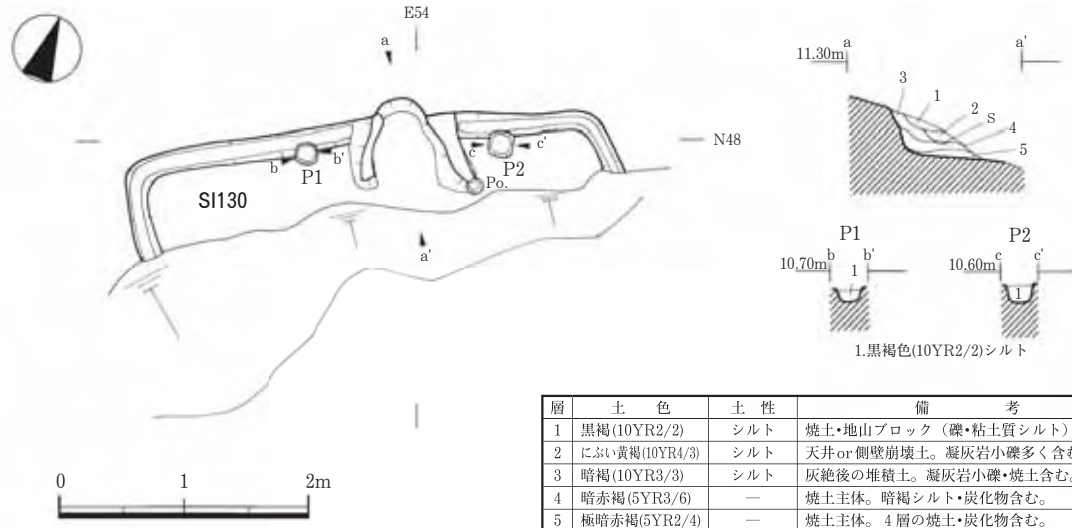 E54
a
N48
b
b'
P1
c
c'
P2
Po.
SI130
a'
0
1
2m
a
a'
11.30m
3
1
2
S
4
5
P1
P2
b
b'
c
c'
10.70m
1
10.60m
1
1.黒褐色(10YR2/2)シルト
層 土 色 土 性 備 考
1 黒褐(10YR2/2) シルト 焼土・地山ブロック（礫・粘土質シルト）
2 にぶい黄褐(10YR4/3) シルト 天井or側壁崩壊土。凝灰岩小礫多く含む
3 暗褐(10YR3/3) シルト 灰絶後の堆積土。凝灰岩小礫・焼土含む。
4 暗赤褐(5YR3/6) — 焼土主体。暗褐シルト・炭化物含む。
5 極暗赤褐(5YR2/4) — 焼土主体。4層の焼土・炭化物含む。